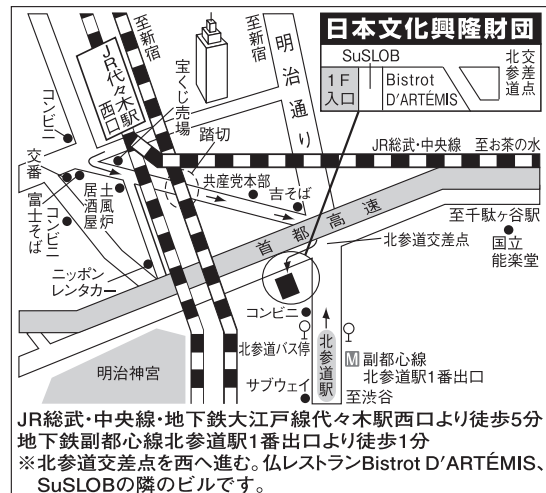 日本文化興隆財団
SuSLOB
1F
入口
Bistrot
D'ARTÉMIS
北参道
交差点
至新宿
至新宿
JR代々木駅
西口
宝くじ売場
明治通り
踏切
コンビニ
交番
富士そば
コンビニ
居酒屋
土風炉
共産党本部
吉そば
JR総武・中央線 至お茶の水
首都高速
至千駄ヶ谷駅
国立
能楽堂
北参道交差点
ニッポン
レンタカー
コンビニ
北参道バス停
北参道駅
M 副都心線
北参道駅1番出口
明治神宮
サブウェイ
至渋谷
JR総武・中央線・地下鉄大江戸線代々木駅西口より徒歩5分
地下鉄副都心線北参道駅1番出口より徒歩1分
※北参道交差点を西へ進む。仏レストランBistrot D'ARTÉMIS、
SuSLOBの隣のビルです。